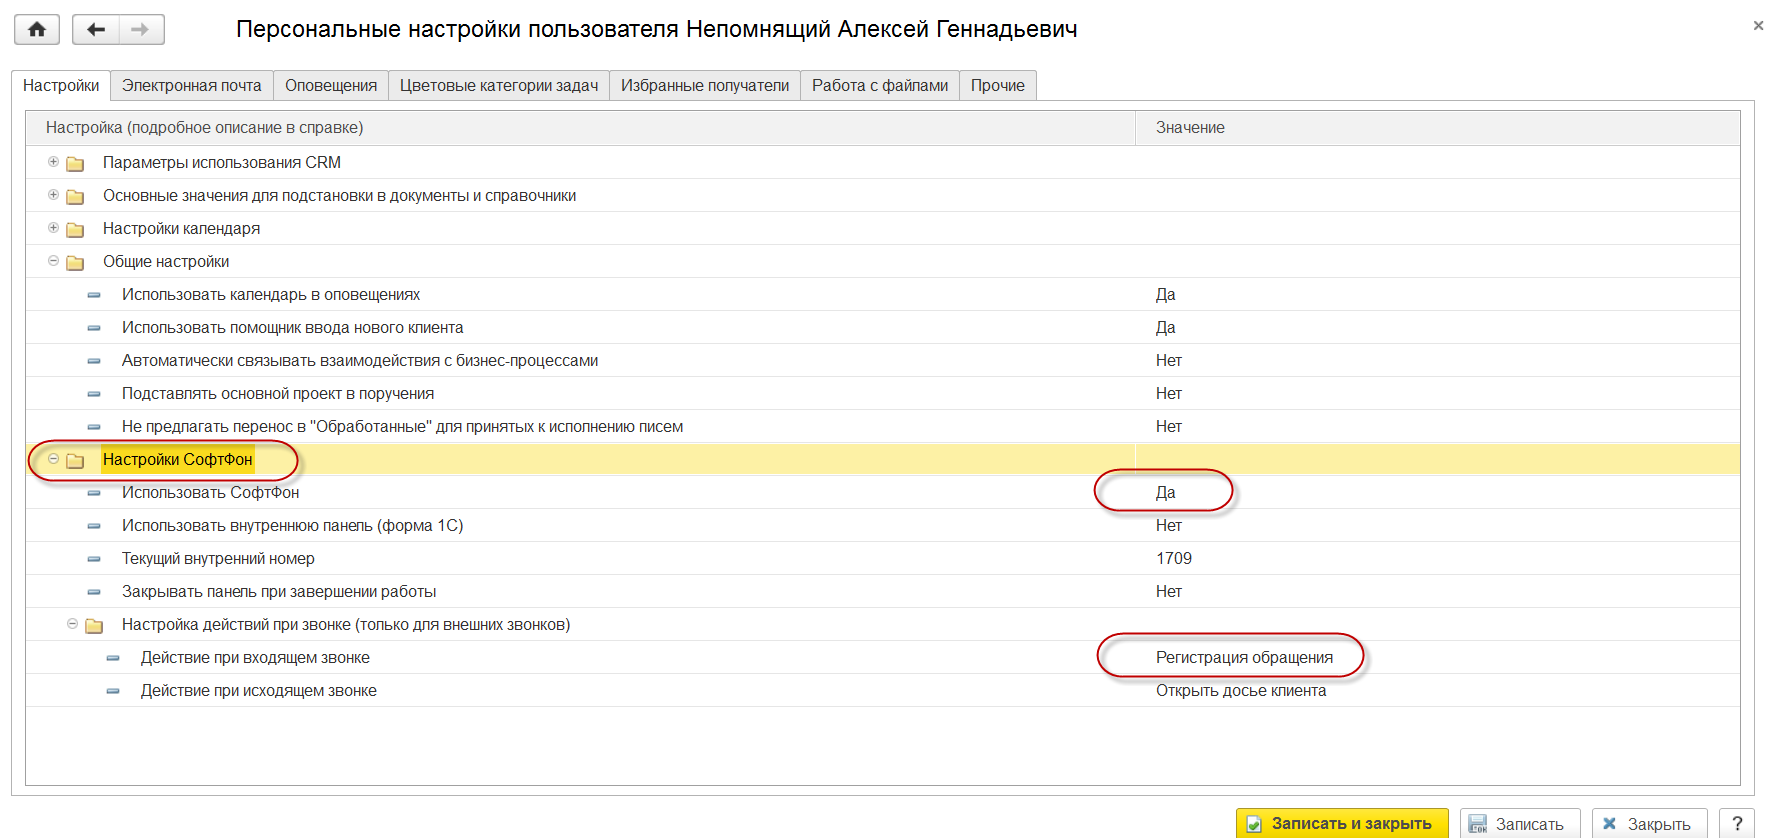 Персональные настройки пользователя Непомнящий Алексей Геннадьевич
Настройки Электронная почта Оповещения Цветовые категории задач Избранные получатели Работа с файлами Прочие
Настройка (подробное описание в справке) Значение
Параметры использования CRM
Основные значения для подстановки в документы и справочники
Настройки календаря
Общие настройки
Использовать календарь в оповещениях Да
Использовать помощник ввода нового клиента Да
Автоматически связывать взаимодействия с бизнес-процессами Нет
Подставлять основной проект в поручения Нет
Не предлагать перенос в "Обработанные" для принятых к исполнению писем Нет
Настройки СофтФон
Использовать СофтФон Да
Использовать внутреннюю панель (форма 1С) Нет
Текущий внутренний номер 1709
Закрывать панель при завершении работы Нет
Настройка действий при звонке (только для внешних звонков)
Действие при входящем звонке Регистрация обращения
Действие при исходящем звонке Открыть досье клиента
Записать и закрыть Записать Закрыть ?